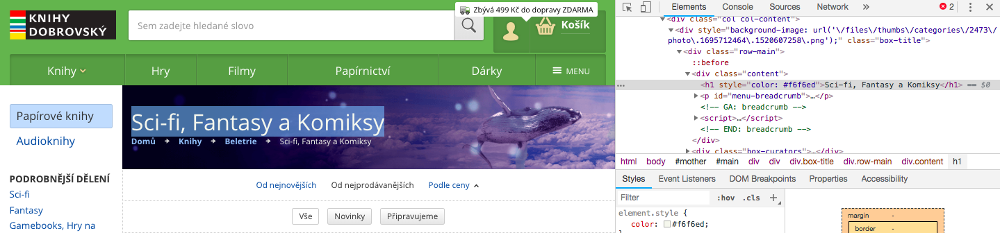 KNIHY
DOBROVSKÝ
Sem zadejte hledané slovo
Zbývá 499 Kč do dopravy ZDARMA
Košík
Knihy
Hry
Filmy
Papírnictví
Dárky
MENU
Papírové knihy
Audioknihy
PODROBNĚJŠÍ DĚLENÍ
Sci-fi
Fantasy
Gamebooks, Hry na
Sci-fi, Fantasy a Komiksy
Domů → Knihy → Beletrie → Sci-fi, Fantasy a Komiksy
Od nejnovějších Od nejprodávanějších Podle ceny
Vše Novinky Připravujeme
Elements Console Sources Network » 2
<div class="col col-content">
<div style="background-image: url('\/files\/thumbs\/categories\/2473\/
photo\.1695712464\.1520607258\.png');" class="box-title">
<div class="row-main">
::before
<div class="content">
… <h1 style="color: #f6f6ed">Sci-fi, Fantasy a Komiksy</h1> == $0
<p id="menu-breadcrumb">…</p>
<!-- GA: breadcrumb -->
<script>…</script>
<!-- END: breadcrumb -->
</div>
<div class="box-curators">…</div>
html body #mother #main div div div.box-title div.row-main div.content h1
Styles Event Listeners DOM Breakpoints Properties Accessibility
Filter :hov .cls +
element.style {
color: #f6f6ed;
margin -
border -